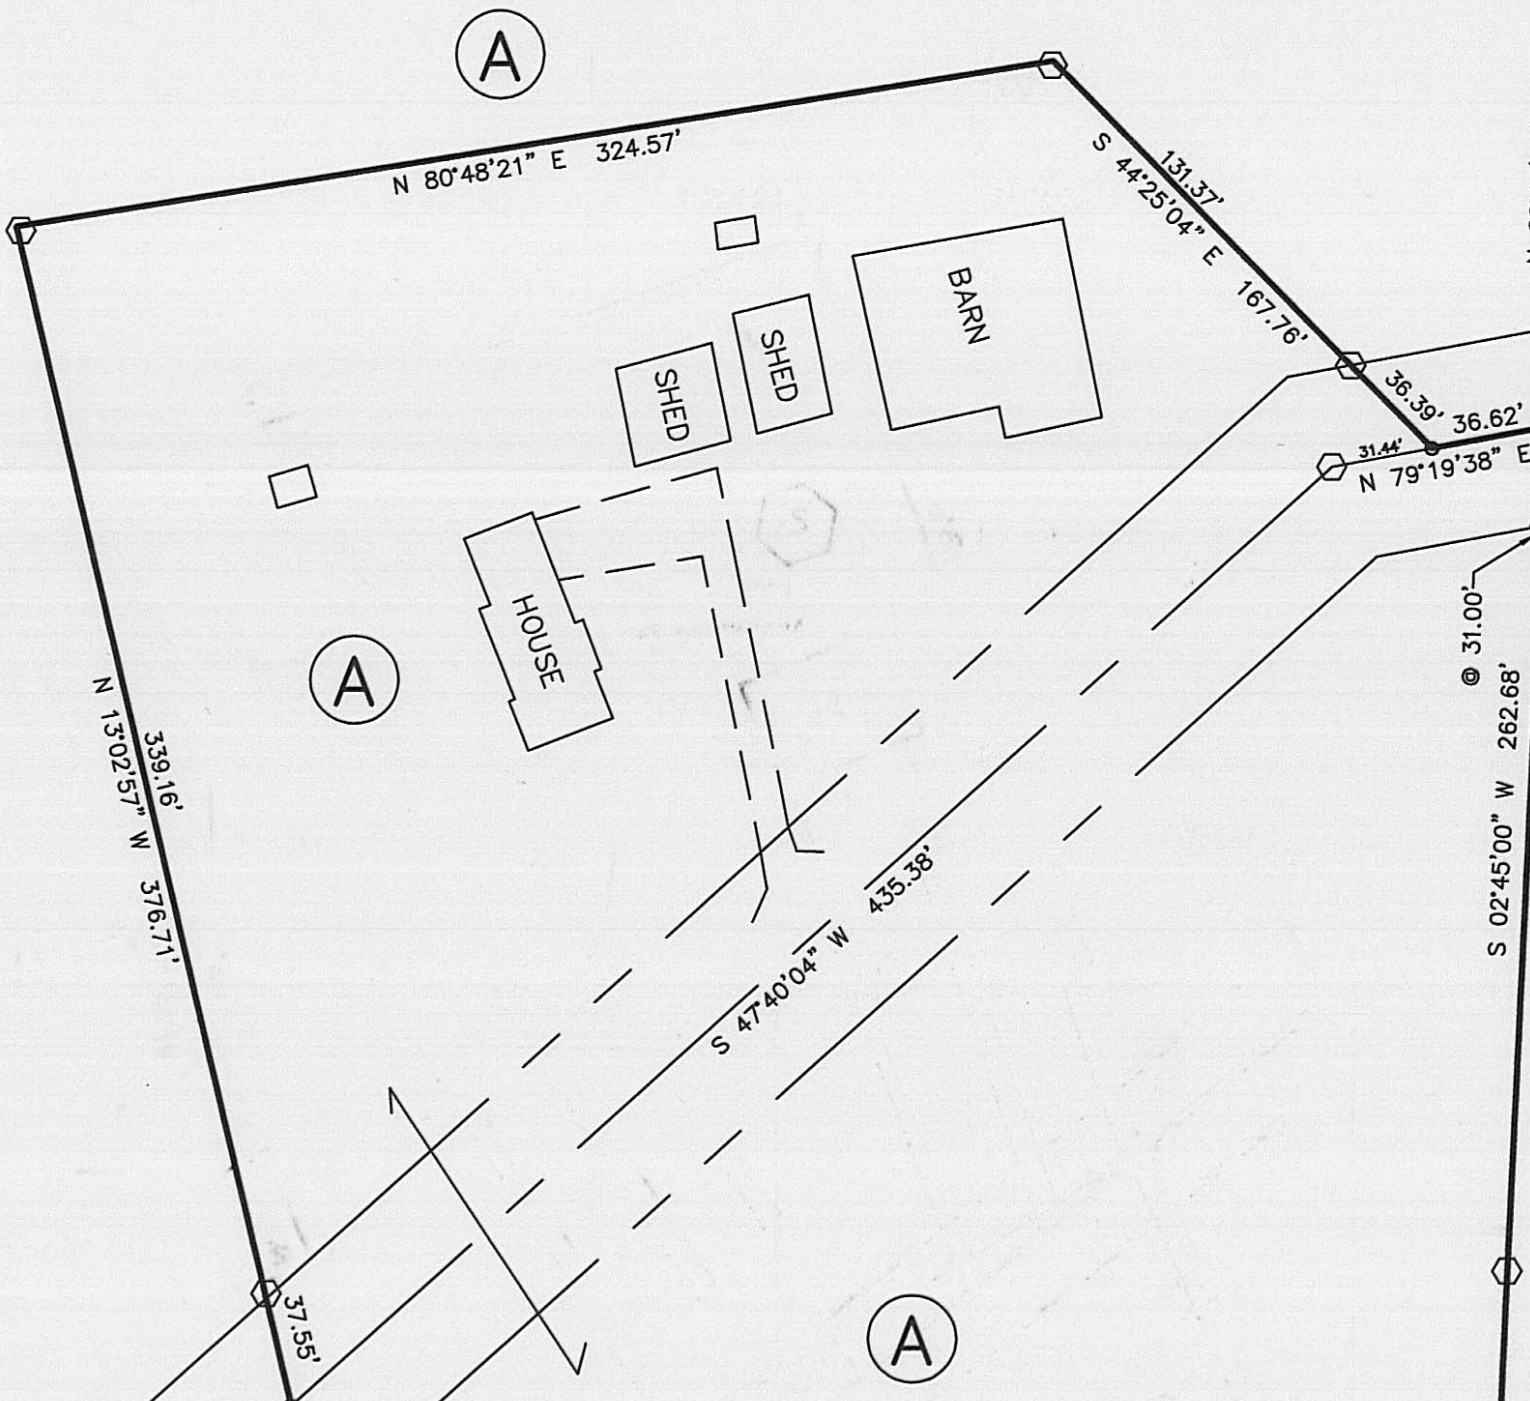 A
N 80°48'21" E 324.57'
131.37'
S 44°25'04" E 167.76'
BARN
SHED
SHED
36.39'
36.62'
31.44'
N 79°19'38" E
HOUSE
A
@ 31.00'
339.16'
N 13°02'57" W 376.71'
S 02°45'00" W 262.68'
S 47°40'04" W 435.38'
37.55'
A